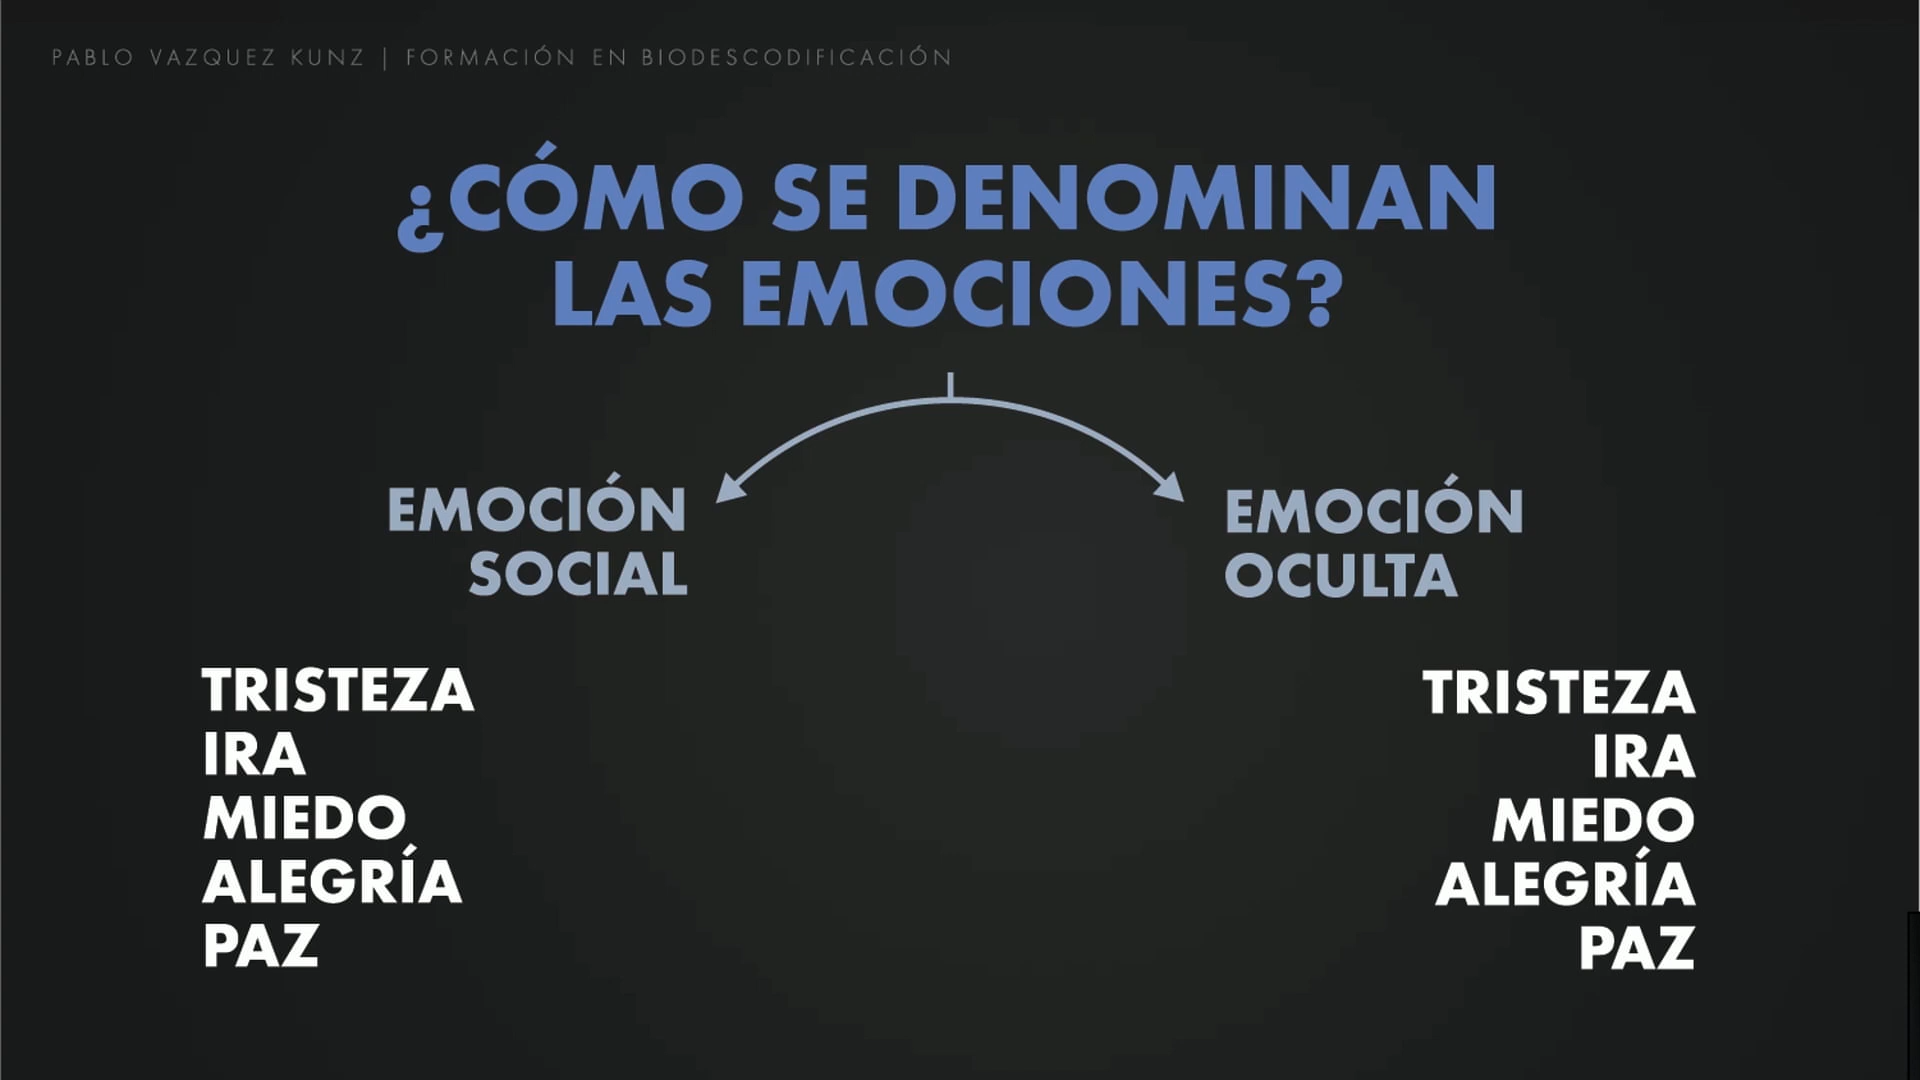 PABLO VAZQUEZ KUNZ | FORMACIÓN EN BIODESCODIFICACIÓN
¿CÓMO SE DENOMINAN
LAS EMOCIONES?
EMOCIÓN
SOCIAL
TRISTEZA
IRA
MIEDO
ALEGRÍA
PAZ
EMOCIÓN
OCULTA
TRISTEZA
IRA
MIEDO
ALEGRÍA
PAZ